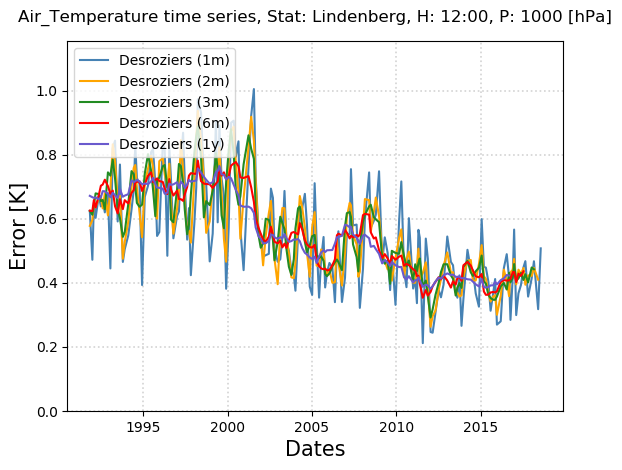 Air_Temperature time series, Stat: Lindenberg, H: 12:00, P: 1000 [hPa]
Desroziers (1m)
Desroziers (2m)
Desroziers (3m)
Desroziers (6m)
Desroziers (1y)
Error [K]
1.0
0.8
0.6
0.4
0.2
0.0
1995 2000 2005 2010 2015
Dates